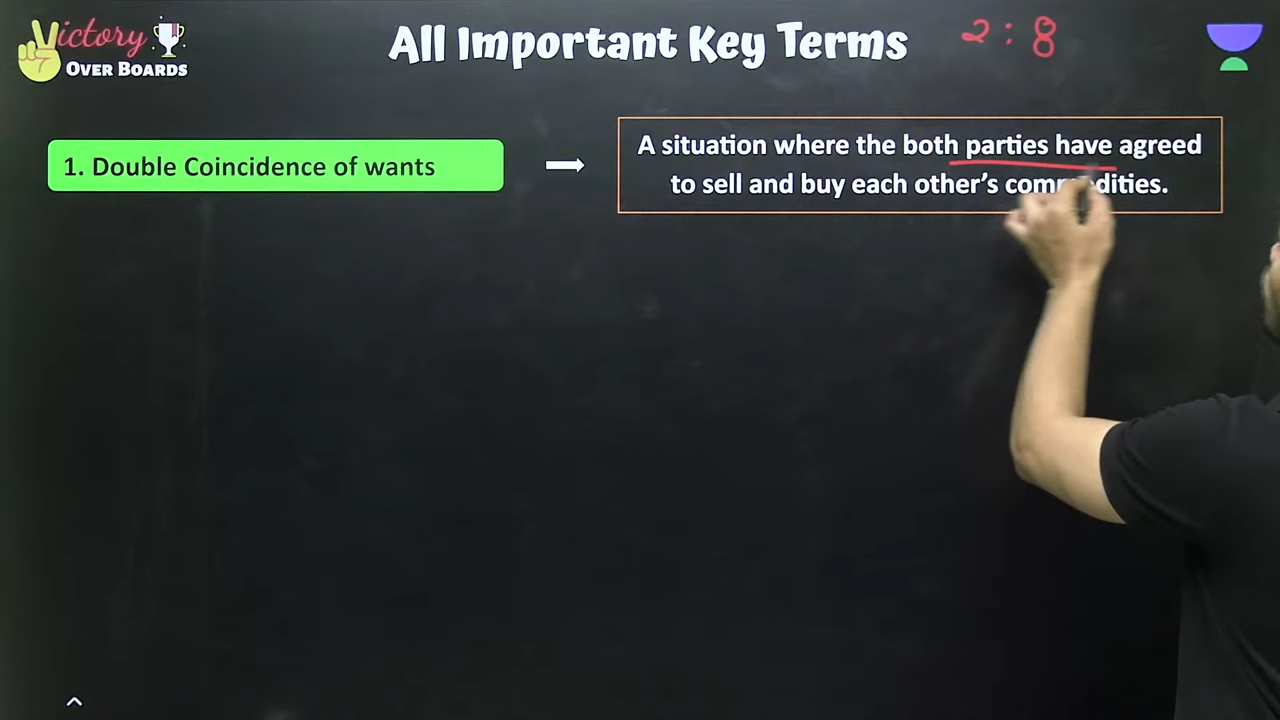 Victory
OVER BOARDS
All Important Key Terms
2 : 8
1. Double Coincidence of wants
A situation where the both parties have agreed
to sell and buy each other's commodities.